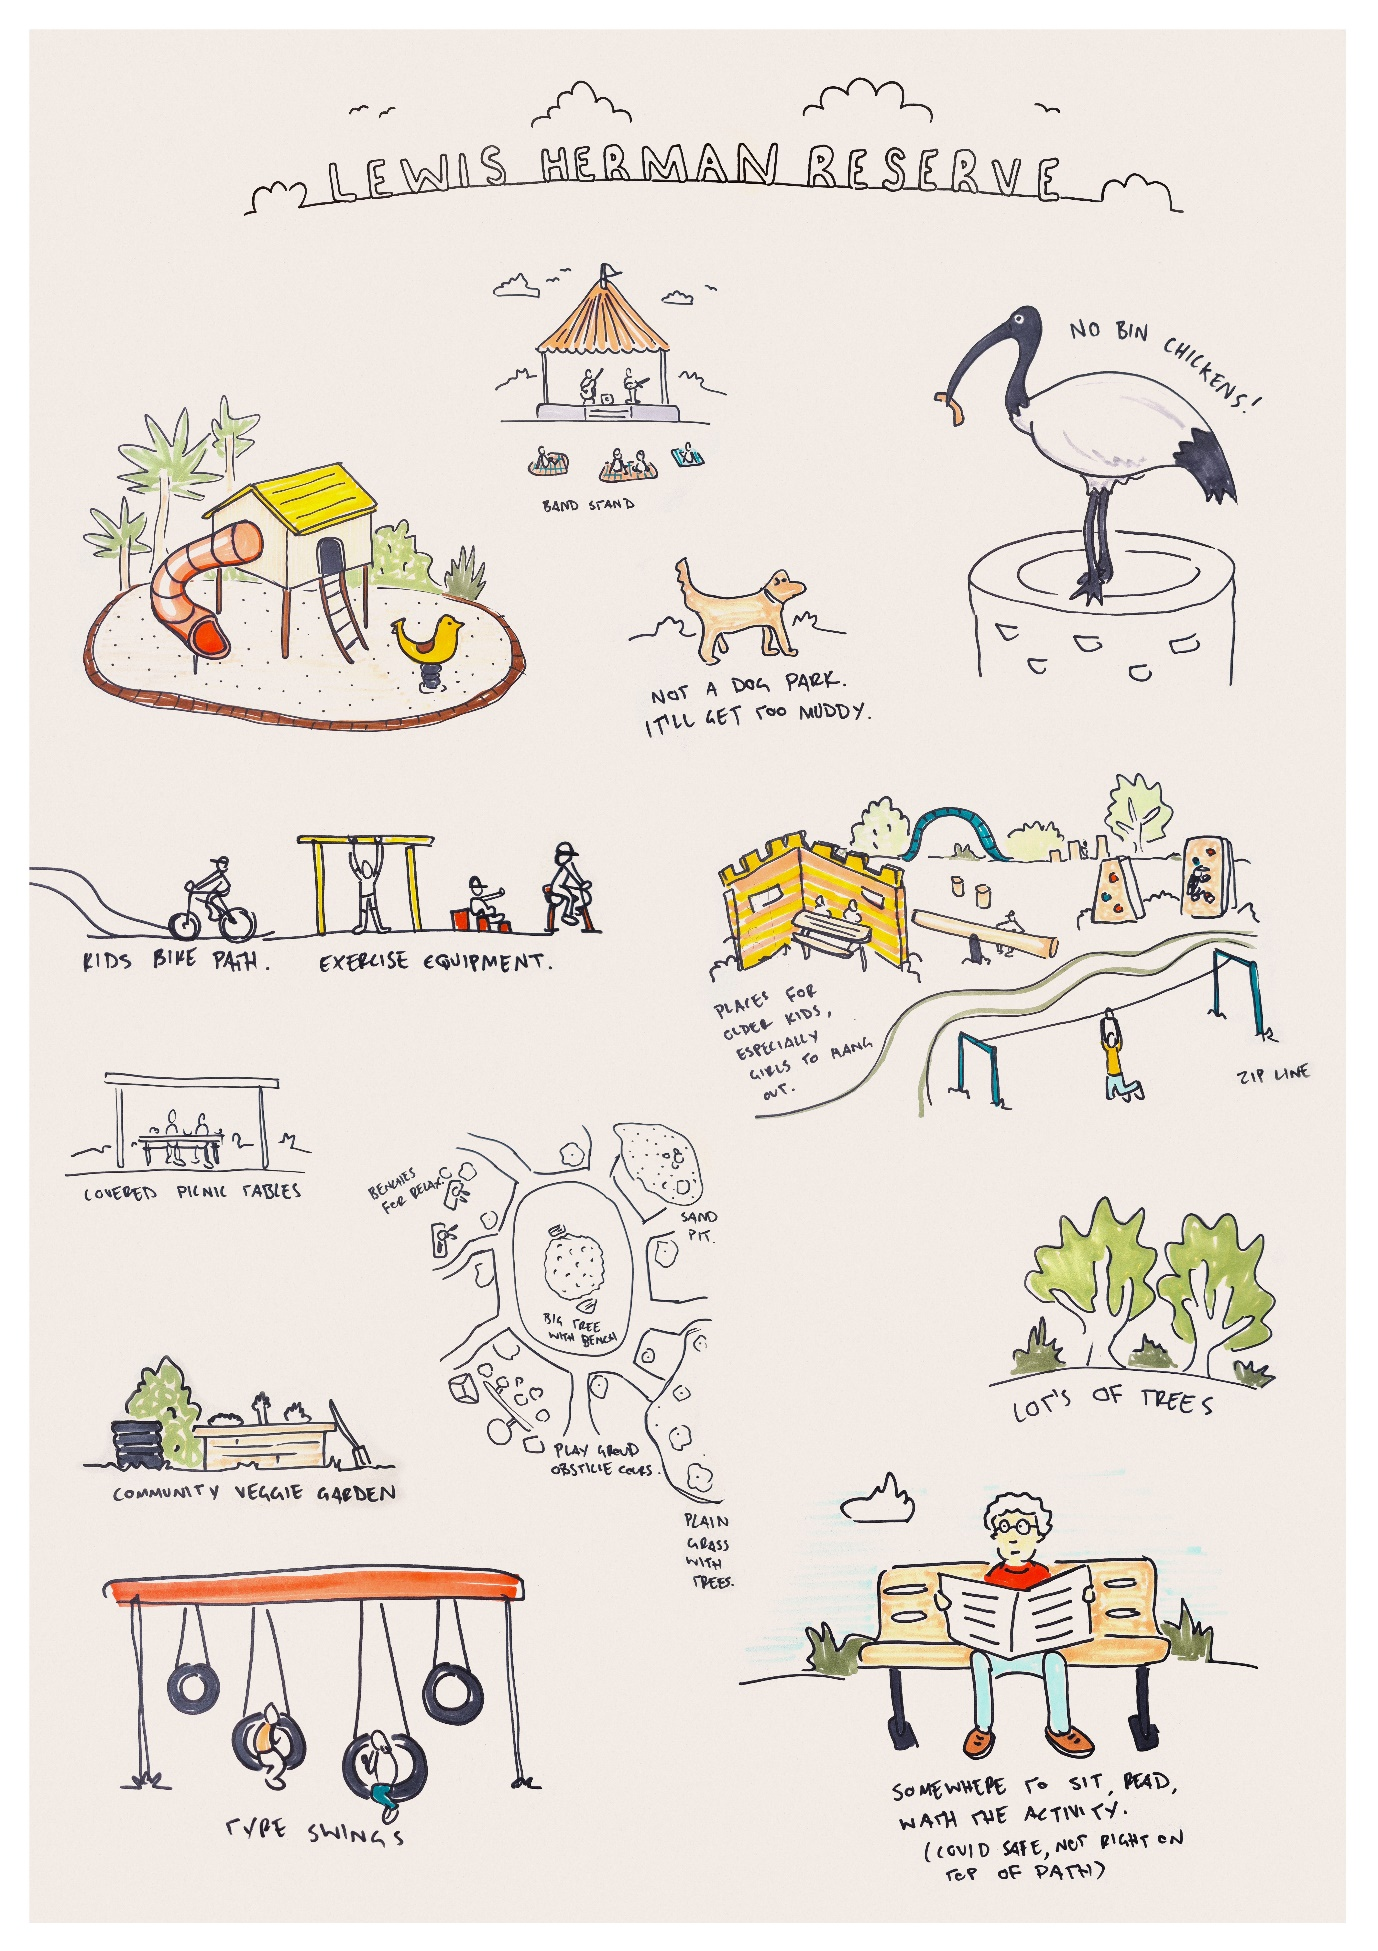 LEWIS HERMAN RESERVE
NO BIN CHICKENS!
BAND STAND
NOT A DOG PARK.
IT'LL GET TOO MUDDY.
KIDS BIKE PATH.
EXERCISE EQUIPMENT.
PLACES FOR
OLDER KIDS,
ESPECIALLY
GIRLS TO HANG
OUT.
ZIP LINE
COVERED PICNIC TABLES
BENCHES
FOR RELAX.
SAND
PIT.
BIG TREE
WITH BENCH
PLAY GROUD
OBSTICLE COURS.
PLAIN
GRASS
WITH
TREES.
LOT'S OF TREES
COMMUNITY VEGGIE GARDEN
TYPE SWINGS
SOMEWHERE TO SIT, READ,
WATH THE ACTIVITY.
(COVID SAFE, NOT RIGHT ON
TOP OF PATH)